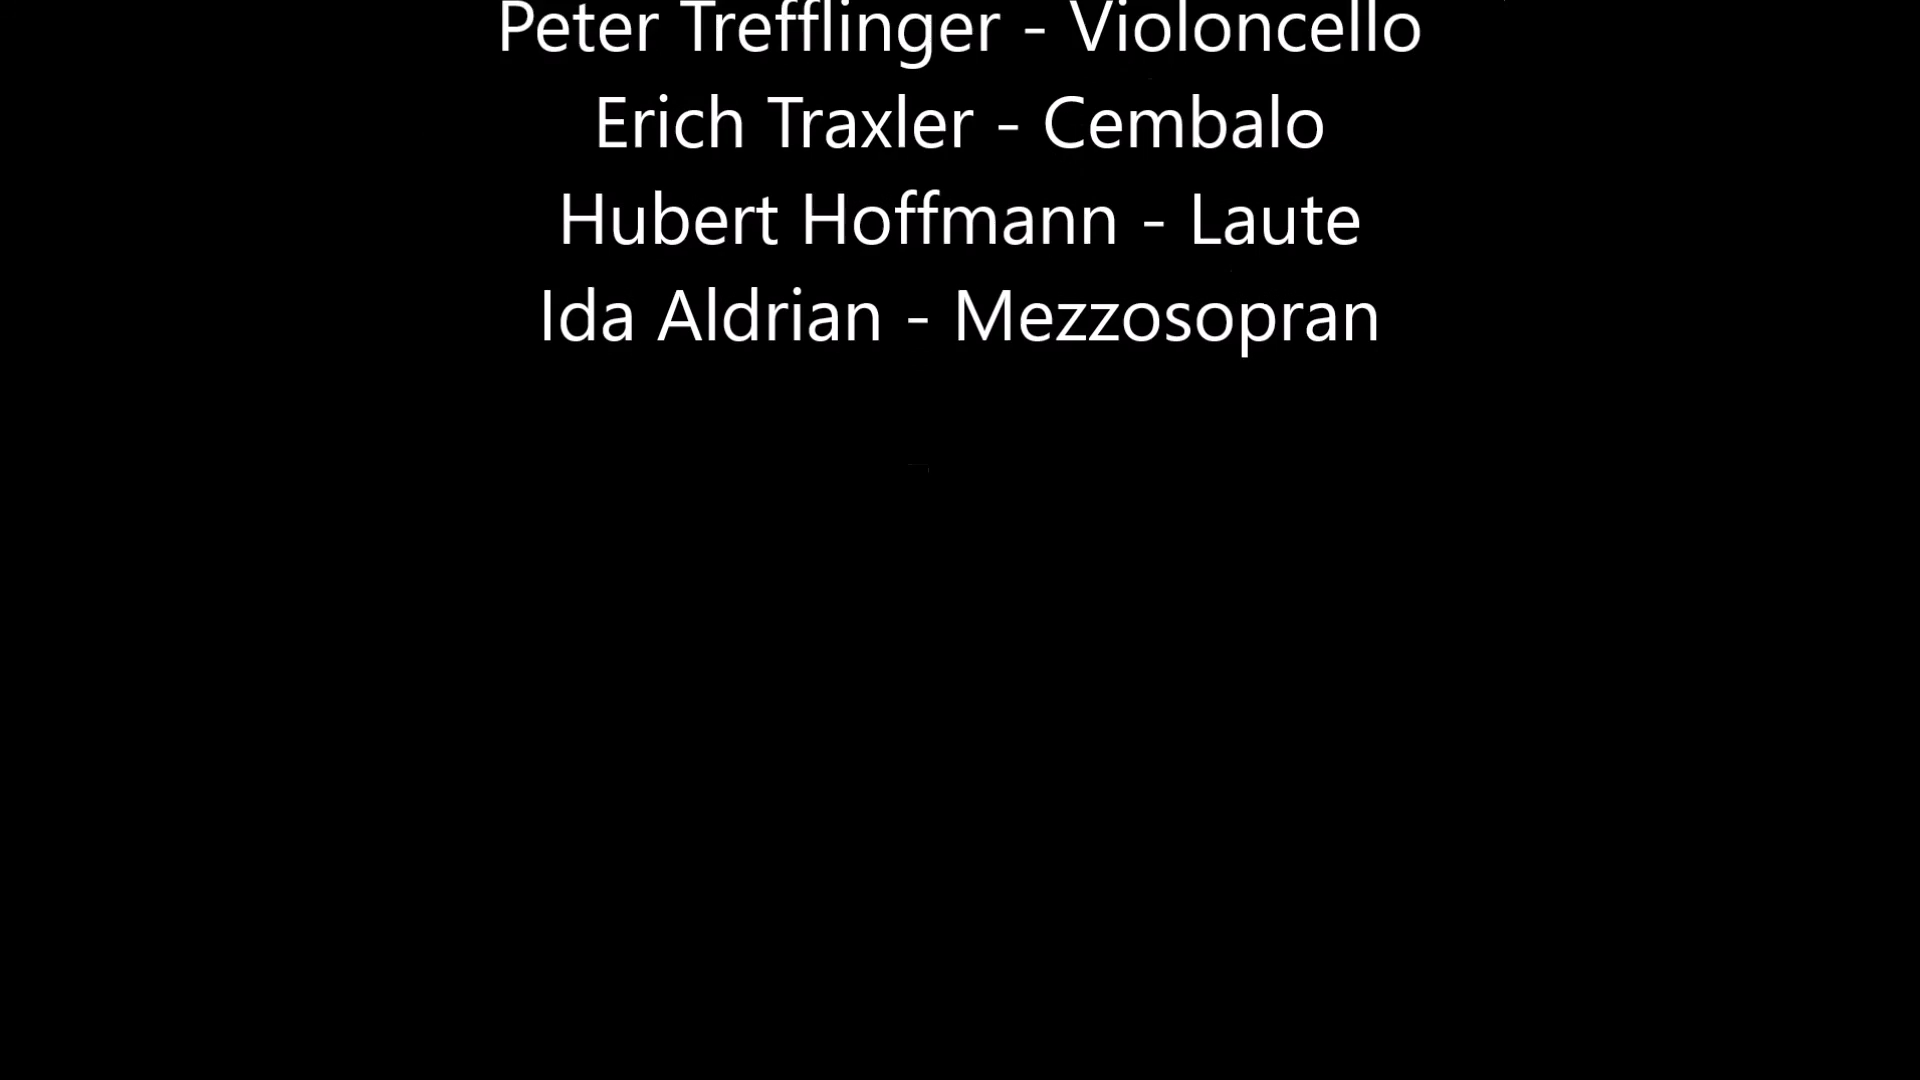 Peter Trefflinger - Violoncello
Erich Traxler - Cembalo
Hubert Hoffmann - Laute
Ida Aldrian - Mezzosopran